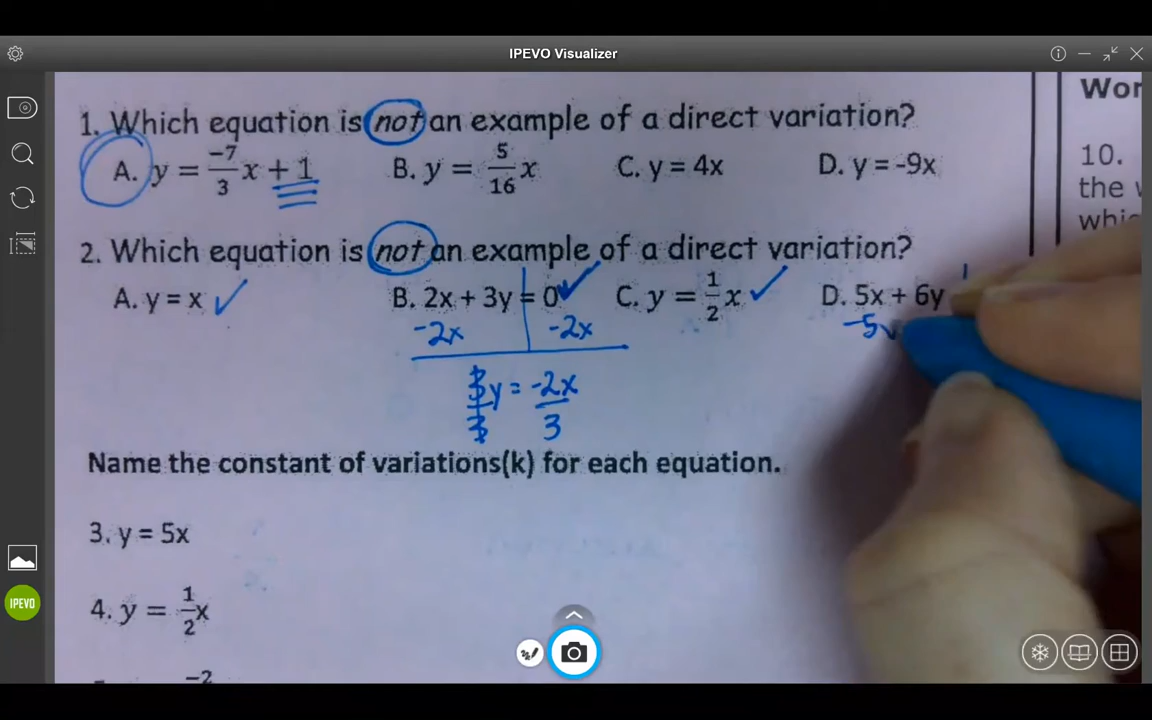 IPEVO Visualizer
1. Which equation is not an example of a direct variation?
A. y = -7/3 x + 1 B. y = 5/16 x C. y = 4x D. y = -9x
2. Which equation is not an example of a direct variation?
A. y = x B. 2x + 3y = 0 C. y = 1/2 x D. 5x + 6y
-2x -2x
3y = -2x
3 3
Name the constant of variations(k) for each equation.
3. y = 5x
4. y = 1/2 x
-2
10.
the
IPEVO